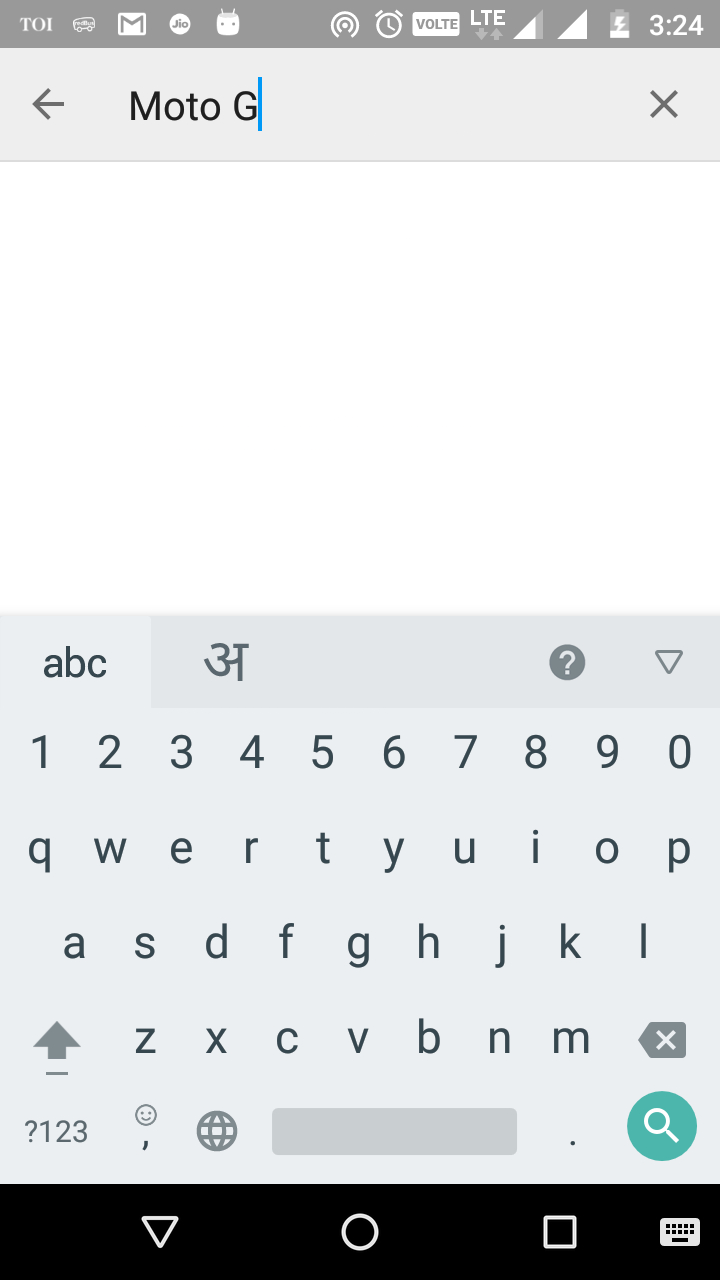 TOI redBus Jio VOLTE LTE 3:24
Moto G
abc अ ?
1 2 3 4 5 6 7 8 9 0
q w e r t y u i o p
a s d f g h j k l
z x c v b n m
?123 , .